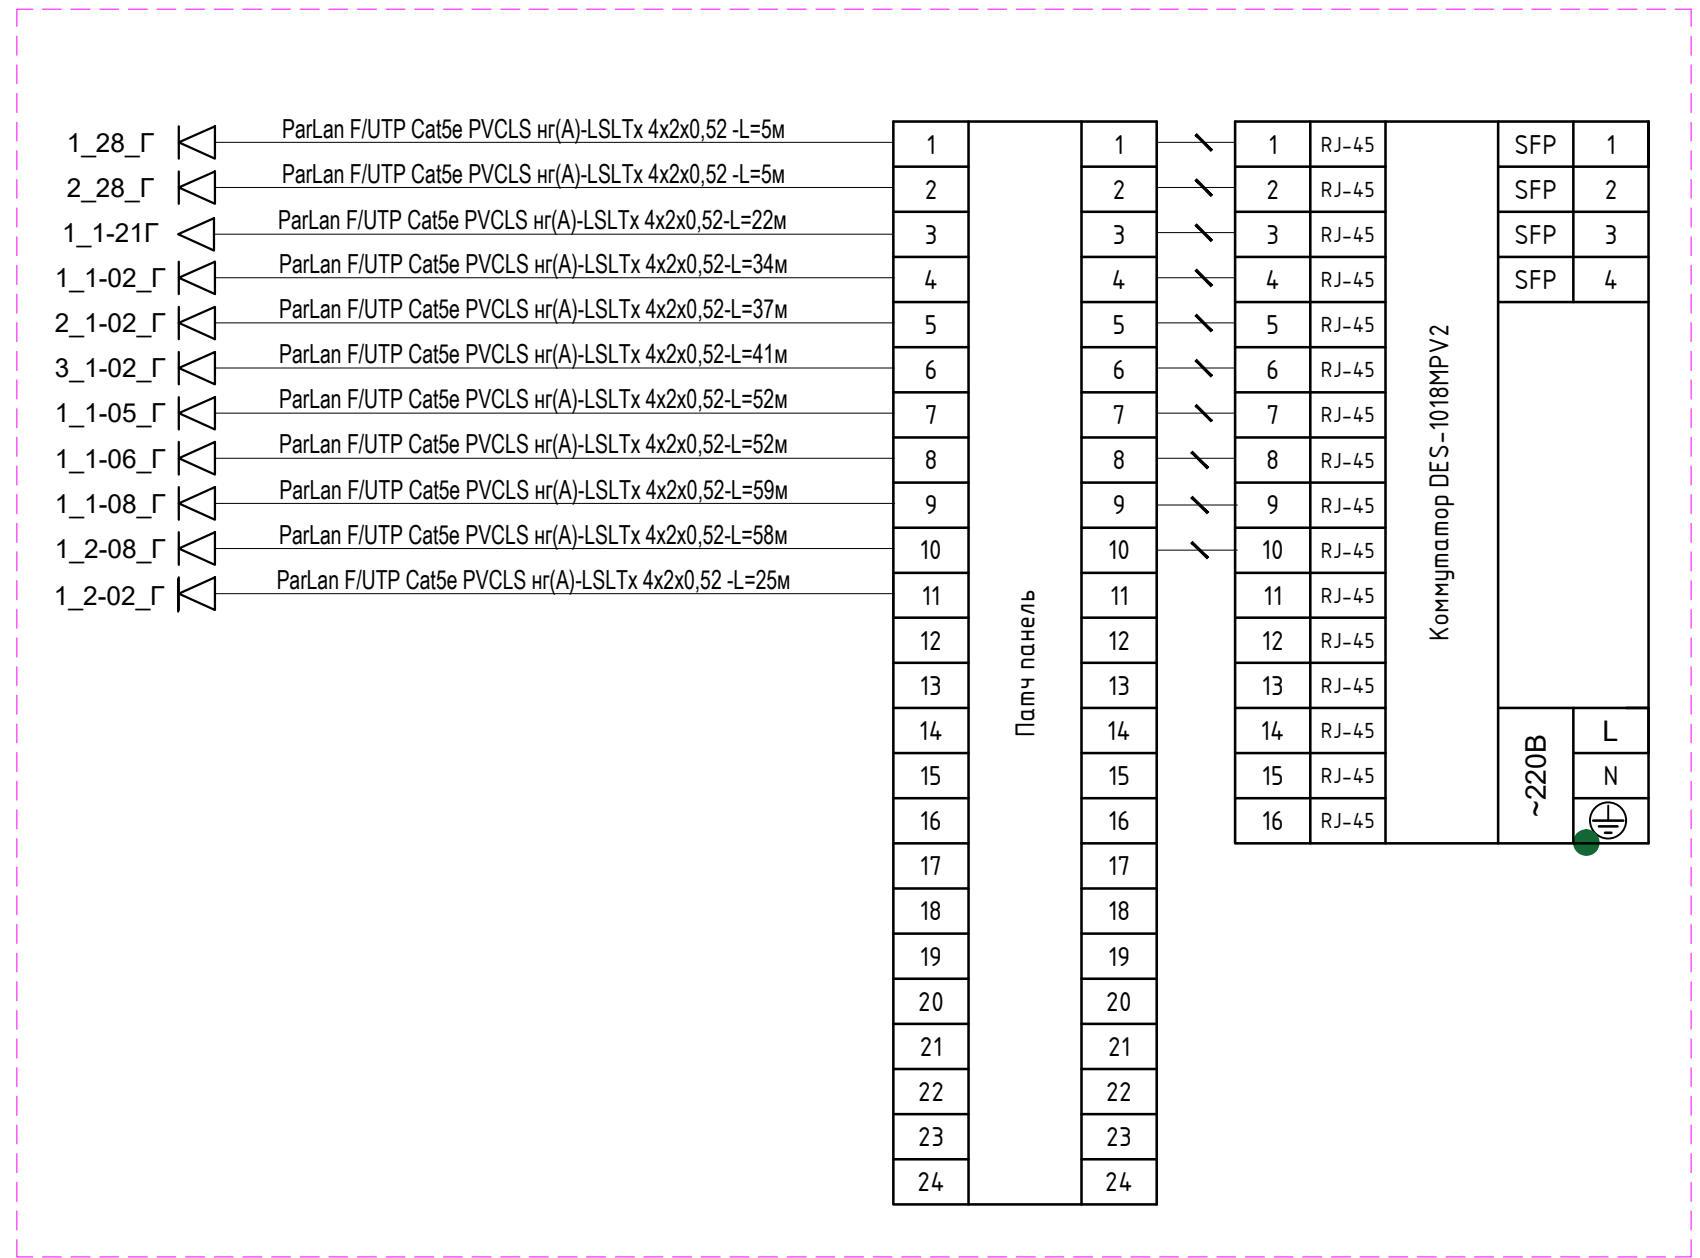 1_28_Г ParLan F/UTP Cat5e PVCLS нг(А)-LSLTx 4x2x0,52 -L=5м 1 1 1 RJ-45 SFP 1
2_28_Г ParLan F/UTP Cat5e PVCLS нг(А)-LSLTx 4x2x0,52 -L=5м 2 2 2 RJ-45 SFP 2
1_1-21Г ParLan F/UTP Cat5e PVCLS нг(А)-LSLTx 4x2x0,52-L=22м 3 3 3 RJ-45 SFP 3
1_1-02_Г ParLan F/UTP Cat5e PVCLS нг(А)-LSLTx 4x2x0,52-L=34м 4 4 4 RJ-45 SFP 4
2_1-02_Г ParLan F/UTP Cat5e PVCLS нг(А)-LSLTx 4x2x0,52-L=37м 5 5 5 RJ-45
3_1-02_Г ParLan F/UTP Cat5e PVCLS нг(А)-LSLTx 4x2x0,52-L=41м 6 6 6 RJ-45
1_1-05_Г ParLan F/UTP Cat5e PVCLS нг(А)-LSLTx 4x2x0,52-L=52м 7 7 7 RJ-45
1_1-06_Г ParLan F/UTP Cat5e PVCLS нг(А)-LSLTx 4x2x0,52-L=52м 8 8 8 RJ-45
1_1-08_Г ParLan F/UTP Cat5e PVCLS нг(А)-LSLTx 4x2x0,52-L=59м 9 9 9 RJ-45
1_2-08_Г ParLan F/UTP Cat5e PVCLS нг(А)-LSLTx 4x2x0,52-L=58м 10 10 10 RJ-45
1_2-02_Г ParLan F/UTP Cat5e PVCLS нг(А)-LSLTx 4x2x0,52 -L=25м 11 11 11 RJ-45
12 12 12 RJ-45
13 13 13 RJ-45
14 14 14 RJ-45 L
15 15 15 RJ-45 N
16 16 16 RJ-45
17 17
18 18
19 19
20 20
21 21
22 22
23 23
24 24
Патч панель
Коммутатор DES-1018MPV2
~220В